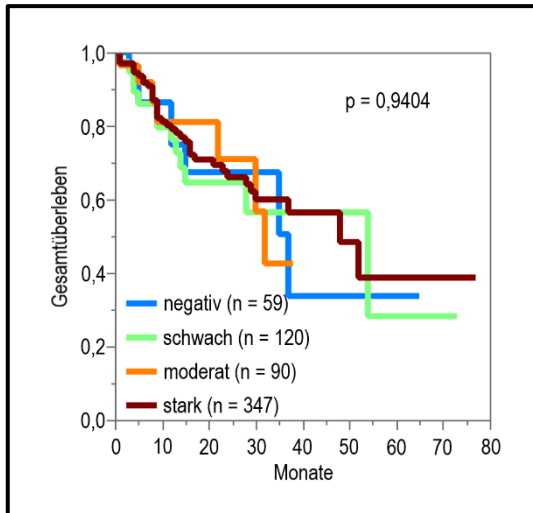 1,0
0,8
0,6
0,4
0,2
0,0
Gesamtüberleben
p = 0,9404
negativ (n = 59)
schwach (n = 120)
moderat (n = 90)
stark (n = 347)
0 10 20 30 40 50 60 70 80
Monate